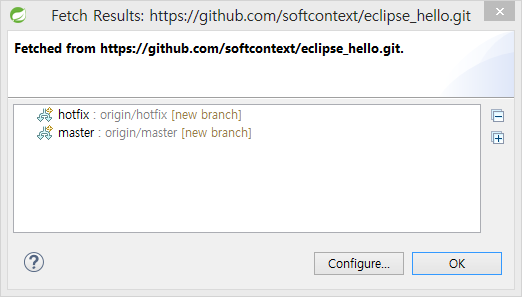 Fetch Results: https://github.com/softcontext/eclipse_hello.git
Fetched from https://github.com/softcontext/eclipse_hello.git.
hotfix : origin/hotfix [new branch]
master : origin/master [new branch]
Configure...
OK